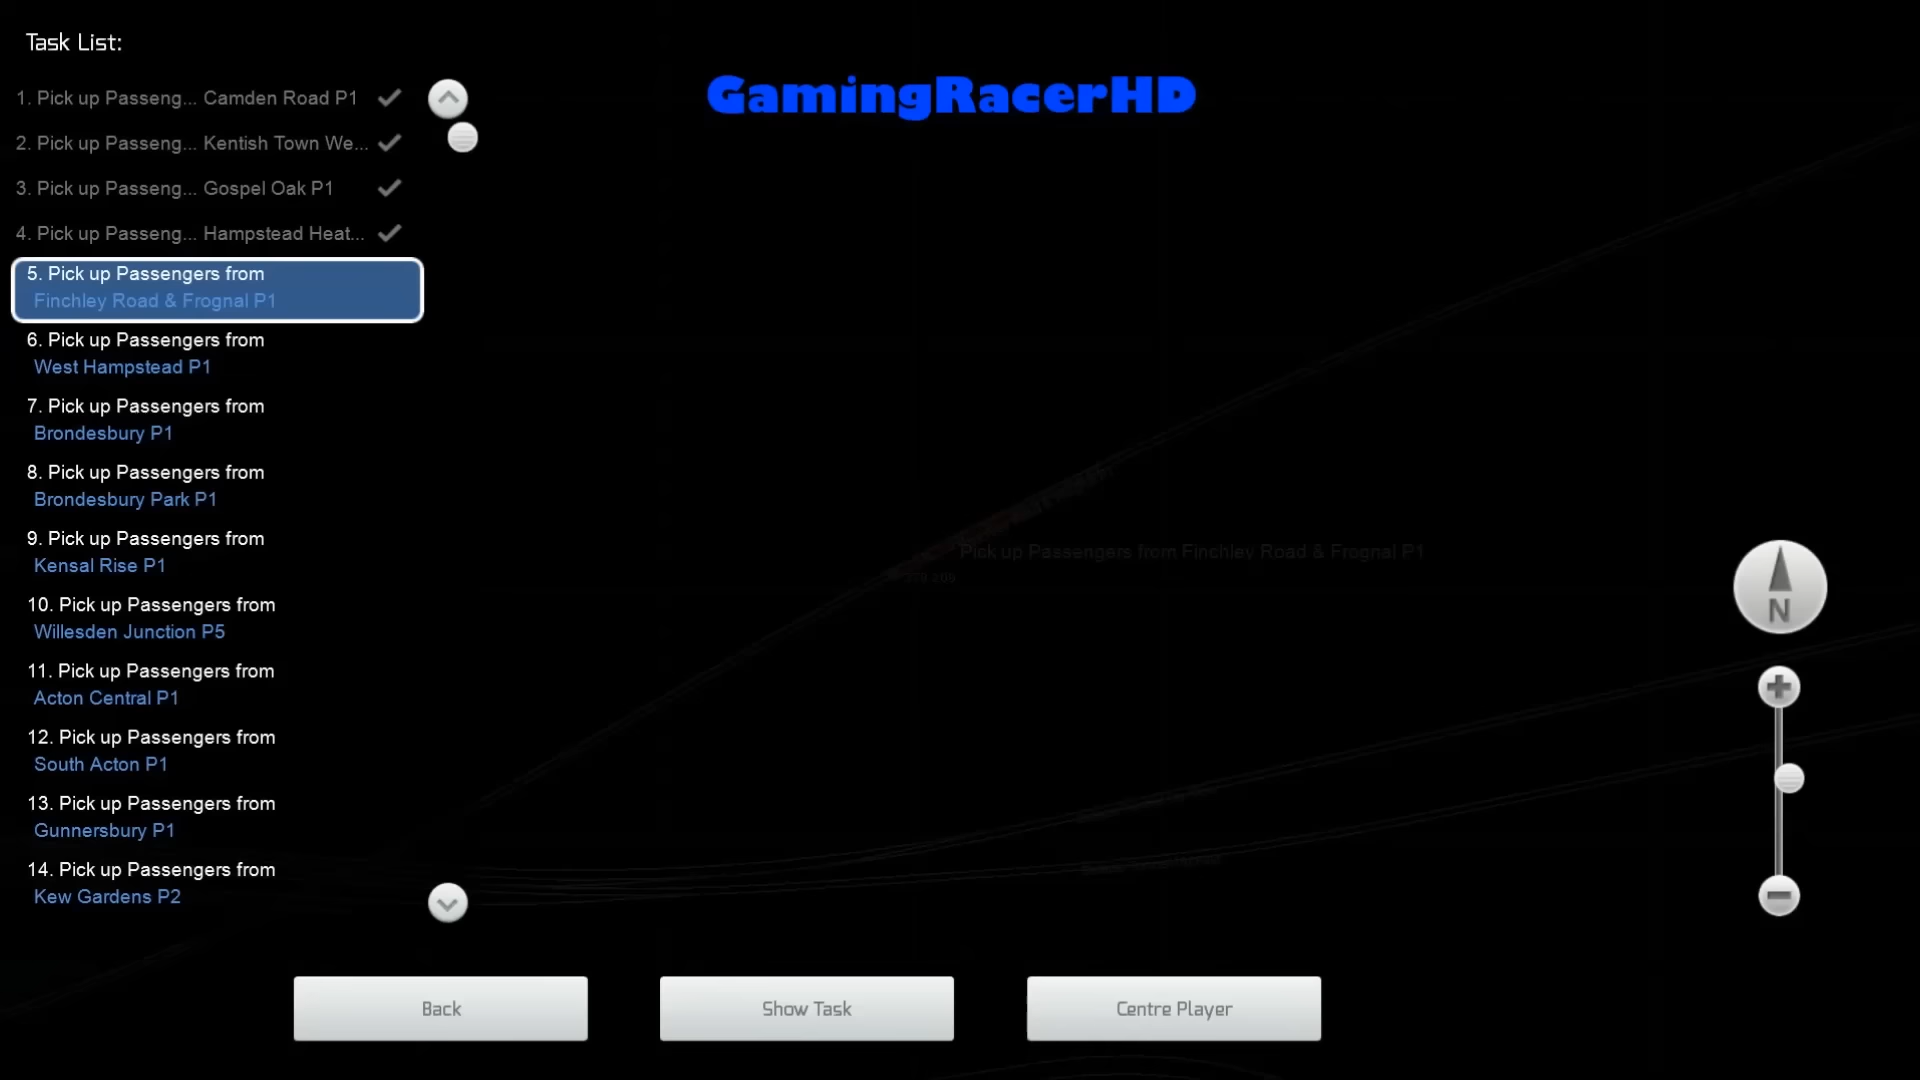 Task List:
GamingRacerHD
1. Pick up Passeng... Camden Road P1
2. Pick up Passeng... Kentish Town We...
3. Pick up Passeng... Gospel Oak P1
4. Pick up Passeng... Hampstead Heat...
5. Pick up Passengers from
Finchley Road & Frognal P1
6. Pick up Passengers from
West Hampstead P1
7. Pick up Passengers from
Brondesbury P1
8. Pick up Passengers from
Brondesbury Park P1
9. Pick up Passengers from
Kensal Rise P1
Pick up Passengers from Finchley Road & Frognal P1
10. Pick up Passengers from
Willesden Junction P5
N
11. Pick up Passengers from
Acton Central P1
12. Pick up Passengers from
South Acton P1
13. Pick up Passengers from
Gunnersbury P1
14. Pick up Passengers from
Kew Gardens P2
Back
Show Task
Centre Player